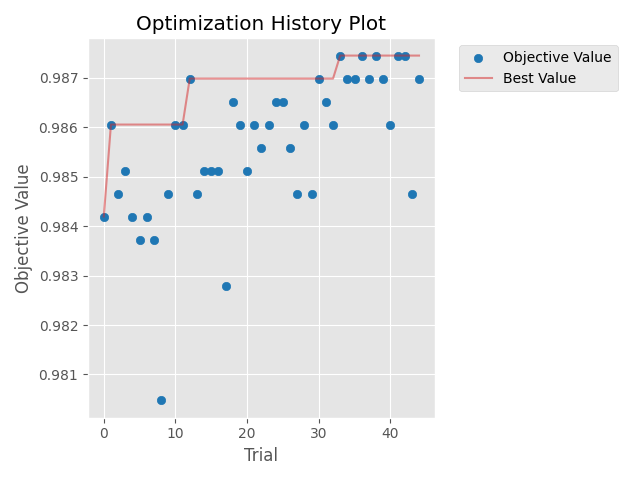 Optimization History Plot
Objective Value
Best Value
0.987
0.986
0.985
0.984
0.983
0.982
0.981
Objective Value
0 10 20 30 40
Trial